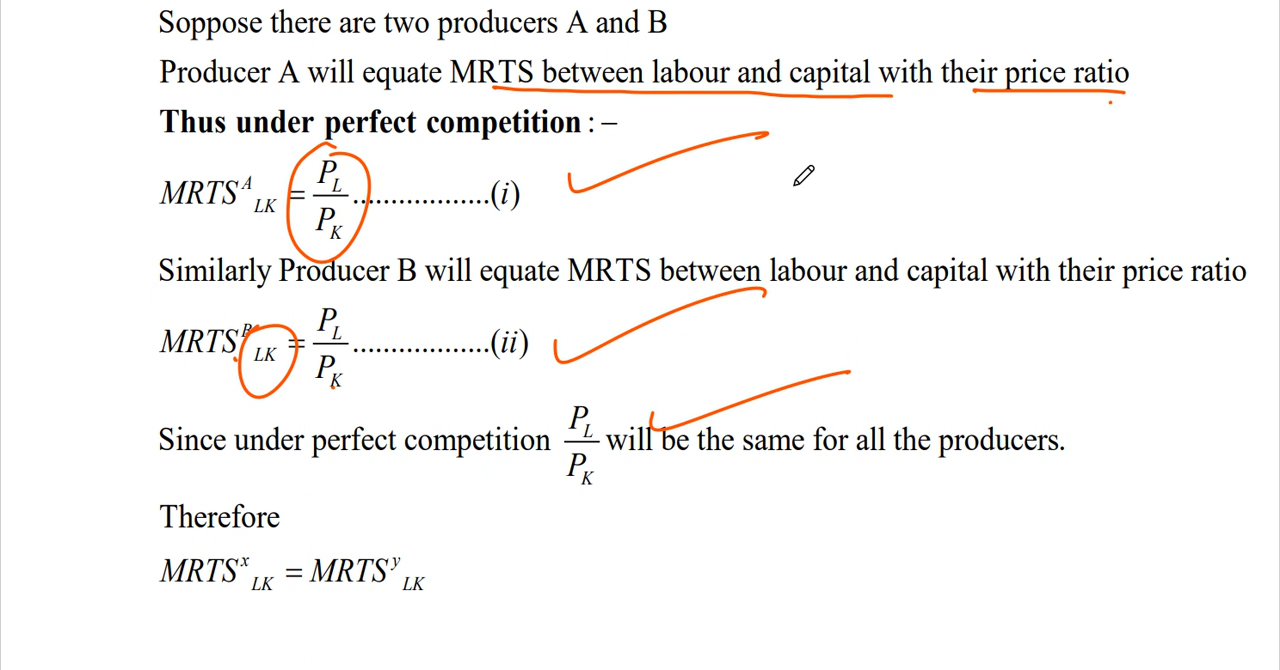 Soppose there are two producers A and B
Producer A will equate MRTS between labour and capital with their price ratio
Thus under perfect competition : −
MRTS^A_LK = P_L/P_K ..................(i)
Similarly Producer B will equate MRTS between labour and capital with their price ratio
MRTS^B_LK = P_L/P_K ..................(ii)
Since under perfect competition P_L/P_K will be the same for all the producers.
Therefore
MRTS^x_LK = MRTS^y_LK